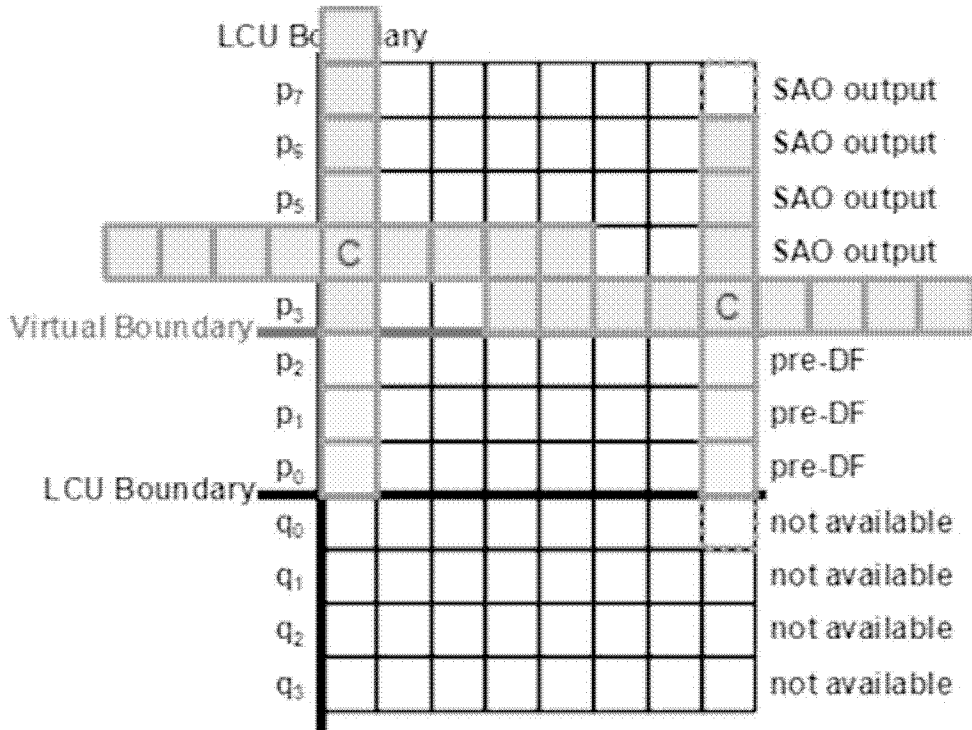 LCU Bo ary
p₇ SAO output
p₆ SAO output
p₅ SAO output
C SAO output
p₃ C
Virtual Boundary
p₂ pre-DF
p₁ pre-DF
p₀ pre-DF
LCU Boundary
q₀ not available
q₁ not available
q₂ not available
q₃ not available